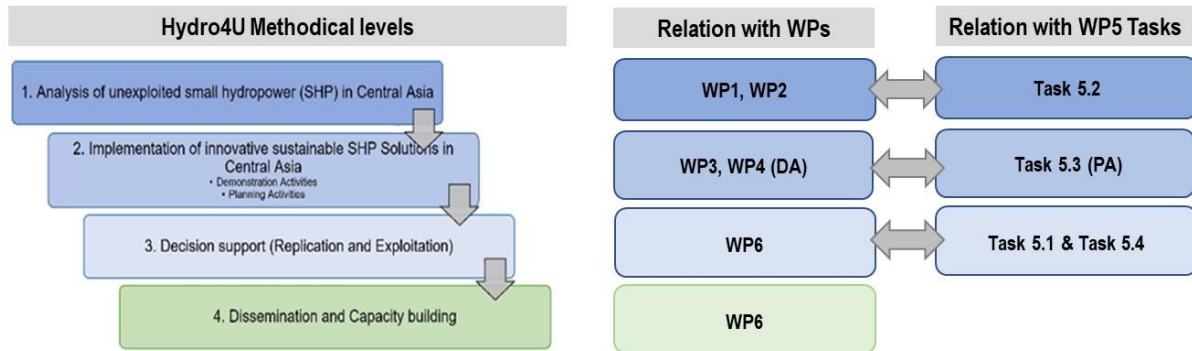 Hydro4U Methodical levels
1. Analysis of unexploited small hydropower (SHP) in Central Asia
2. Implementation of innovative sustainable SHP Solutions in
Central Asia
• Demonstration Activities
• Planning Activities
3. Decision support (Replication and Exploitation)
4. Dissemination and Capacity building
Relation with WPs
WP1, WP2
WP3, WP4 (DA)
WP6
WP6
Relation with WP5 Tasks
Task 5.2
Task 5.3 (PA)
Task 5.1 & Task 5.4